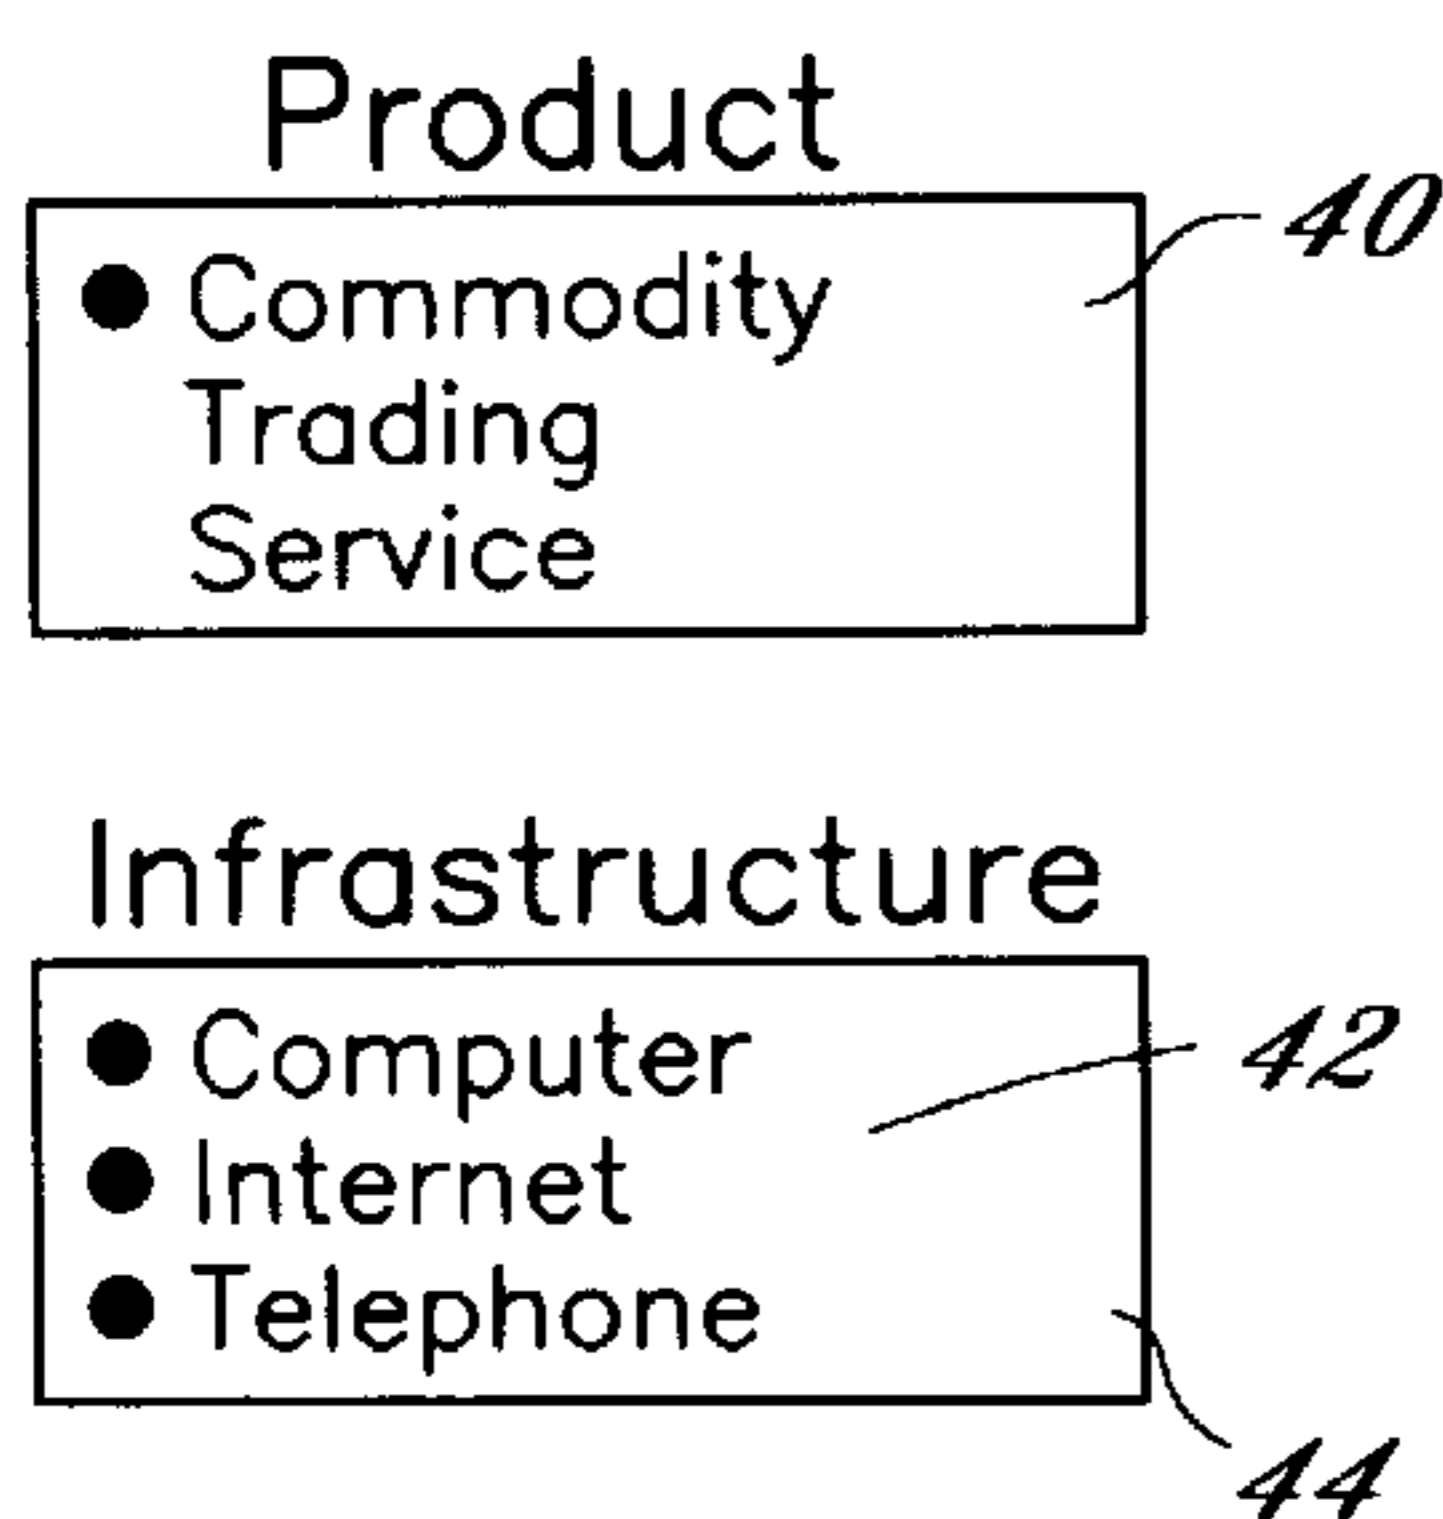 Product
● Commodity
Trading
Service
40
Infrastructure
● Computer
● Internet
● Telephone
42
44